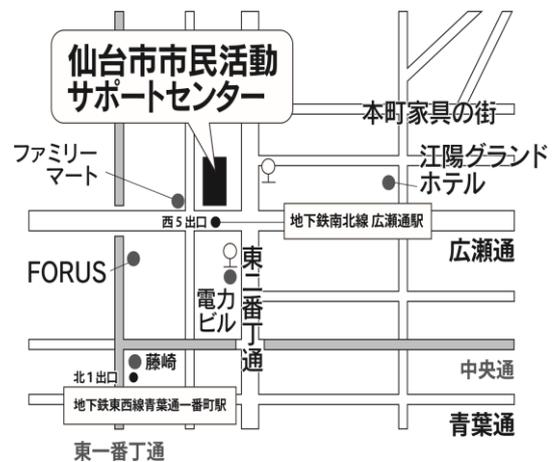 仙台市市民活動
サポートセンター
本町家具の街
ファミリー
マート
江陽グランド
ホテル
西5出口
地下鉄南北線 広瀬通駅
広瀬通
FORUS
東二番丁通
電力
ビル
藤崎
中央通
北1出口
地下鉄東西線青葉通一番町駅
青葉通
東一番丁通